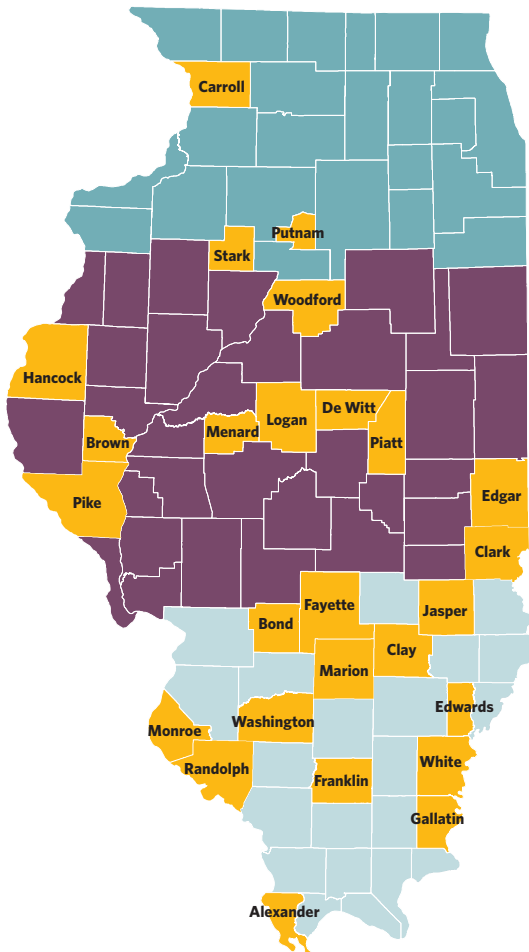 Carroll
Putnam
Stark
Woodford
Hancock
De Witt
Logan
Menard
Brown
Piatt
Edgar
Pike
Clark
Fayette
Jasper
Bond
Clay
Marion
Edwards
Washington
Monroe
White
Randolph
Franklin
Gallatin
Alexander